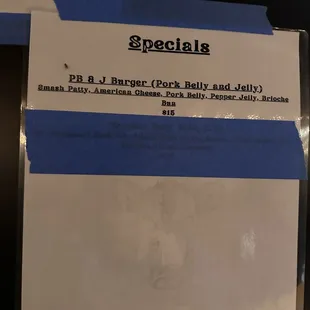 Specials
PB & J Burger (Pork Belly and Jelly)
Smash Patty, American Cheese, Pork Belly, Pepper Jelly, Brioche
Bun
$15